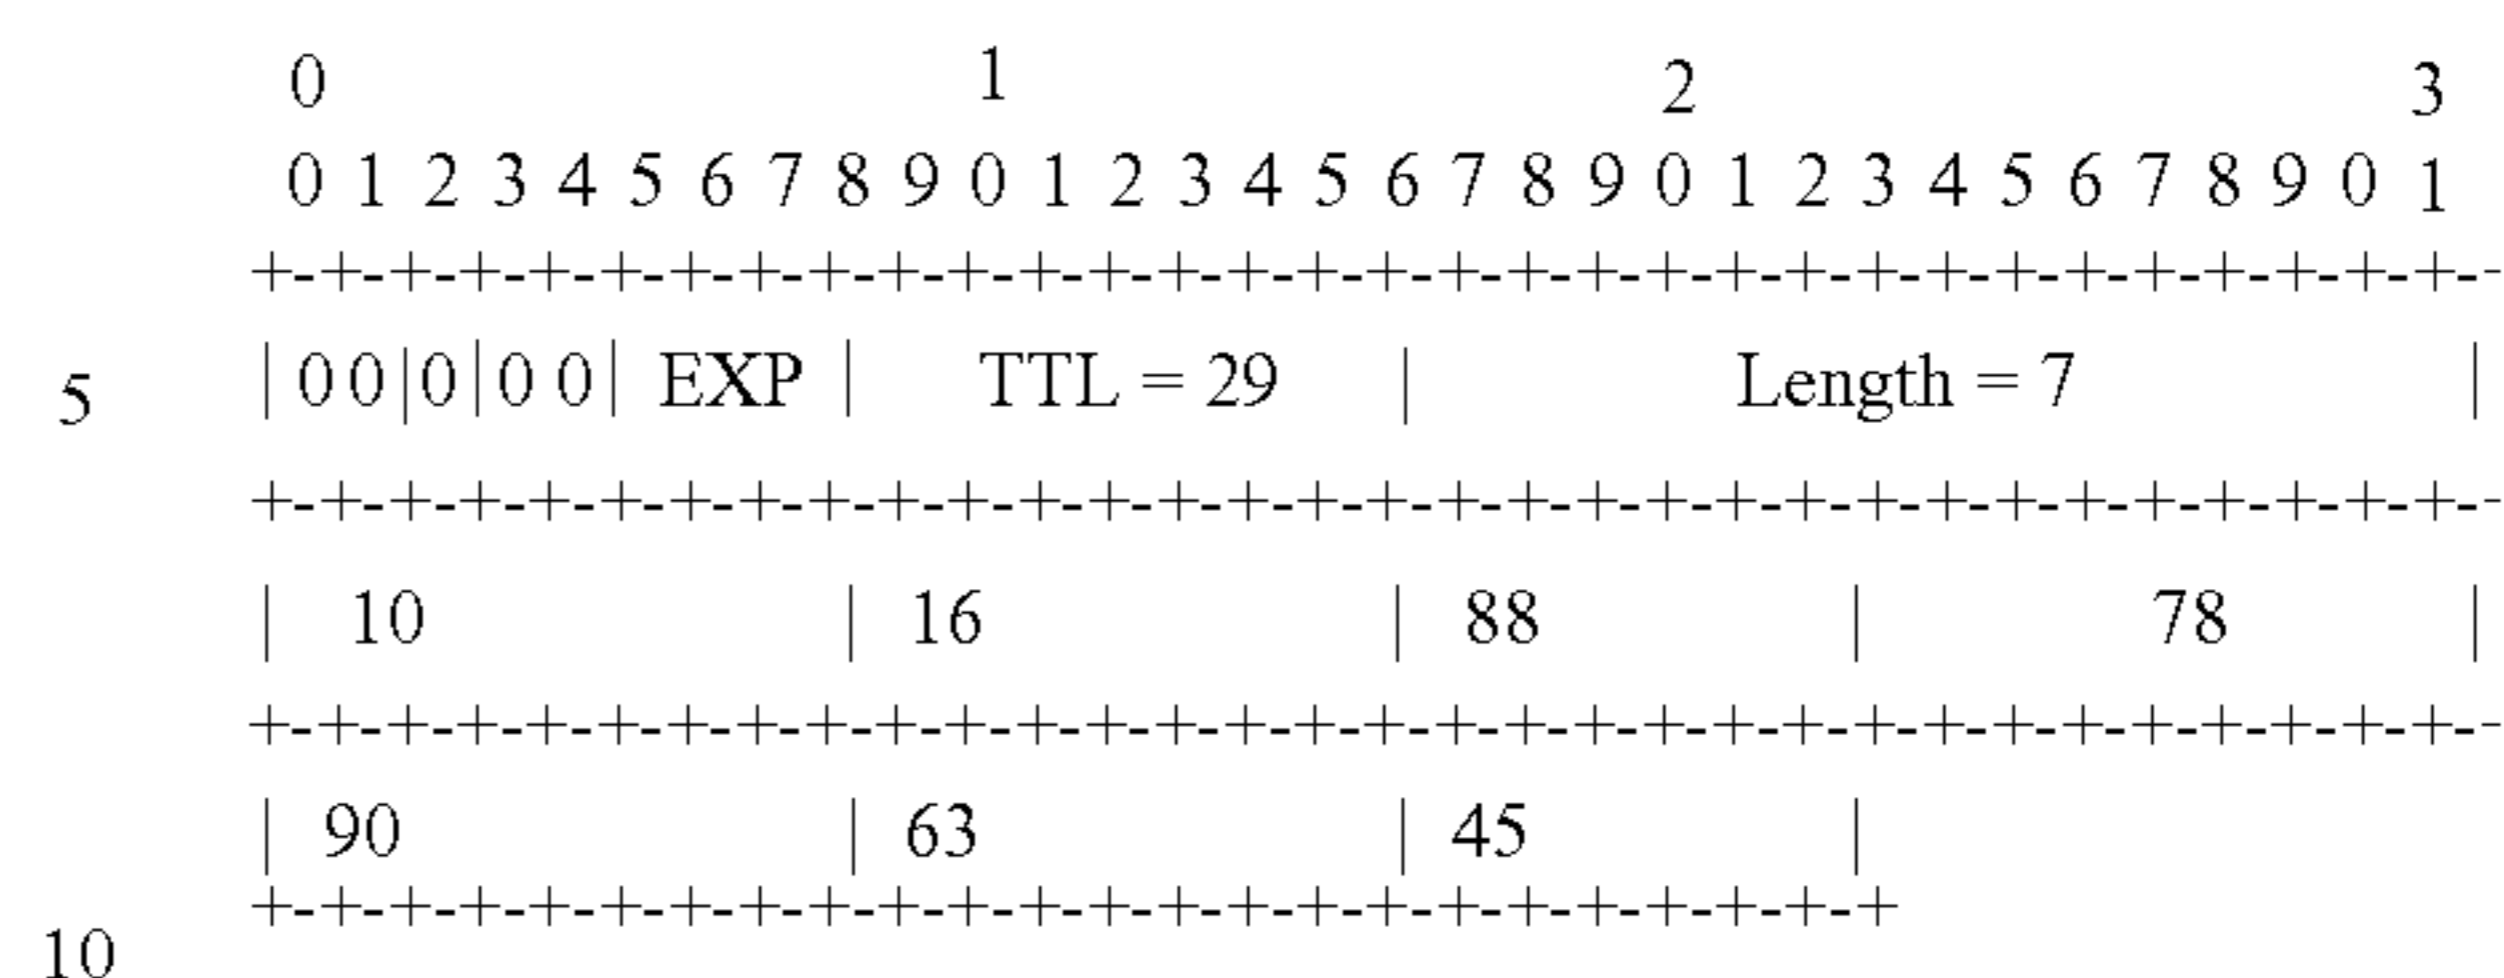 0 1 2 3
0 1 2 3 4 5 6 7 8 9 0 1 2 3 4 5 6 7 8 9 0 1 2 3 4 5 6 7 8 9 0 1
+-+-+-+-+-+-+-+-+-+-+-+-+-+-+-+-+-+-+-+-+-+-+-+-+-+-+-+-+-+-+-+-+-
5 |0 0|0|0 0| EXP | TTL = 29 | Length = 7 |
+-+-+-+-+-+-+-+-+-+-+-+-+-+-+-+-+-+-+-+-+-+-+-+-+-+-+-+-+-+-+-+-+-
| 10 | 16 | 88 | 78 |
+-+-+-+-+-+-+-+-+-+-+-+-+-+-+-+-+-+-+-+-+-+-+-+-+-+-+-+-+-+-+-+-+-
| 90 | 63 | 45 |
+-+-+-+-+-+-+-+-+-+-+-+-+-+-+-+-+-+-+-+-+-+-+-+-+
10